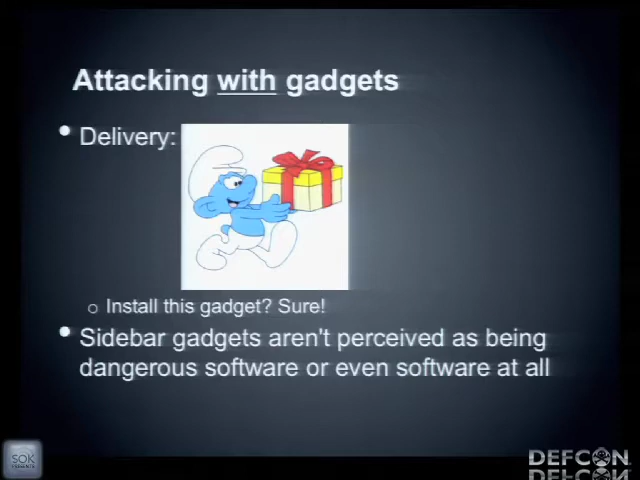 Attacking with gadgets
• Delivery:
o Install this gadget? Sure!
• Sidebar gadgets aren't perceived as being
dangerous software or even software at all
SOK
DEFCON